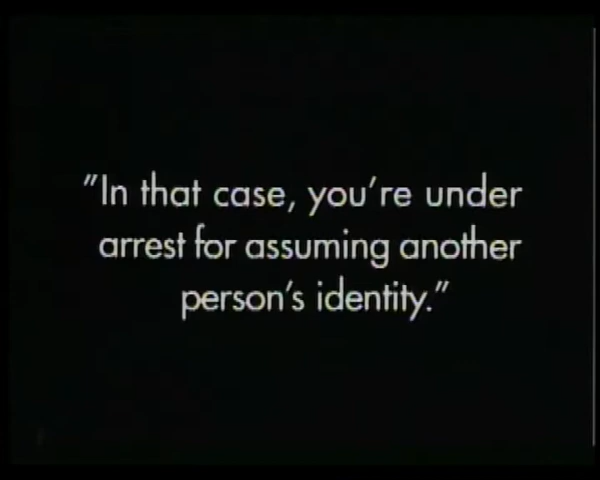 "In that case, you're under
arrest for assuming another
person's identity."